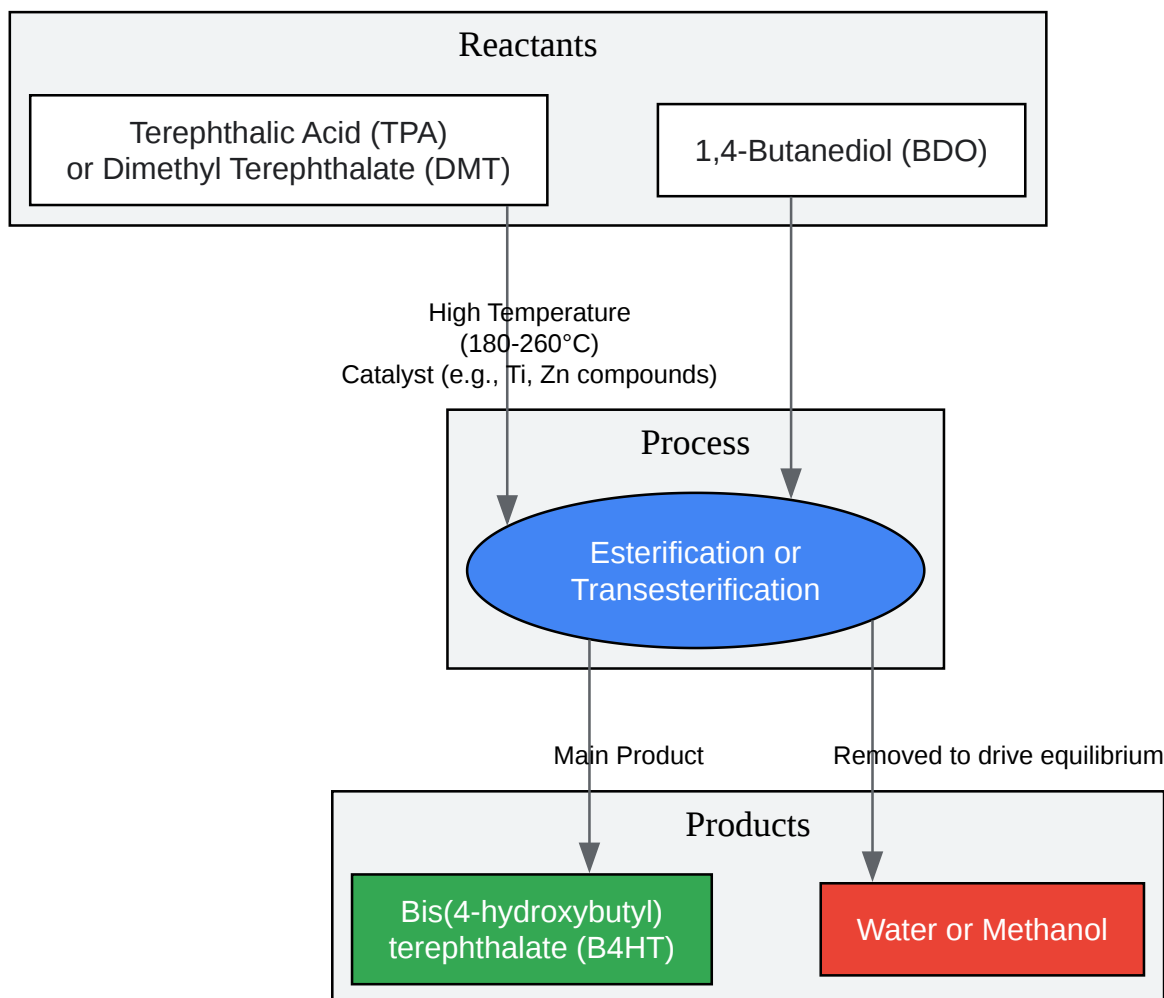 Reactants
Terephthalic Acid (TPA)
or Dimethyl Terephthalate (DMT)
1,4-Butanediol (BDO)
High Temperature
(180-260°C)
Catalyst (e.g., Ti, Zn compounds)
Process
Esterification or
Transesterification
Main Product
Removed to drive equilibrium
Products
Bis(4-hydroxybutyl)
terephthalate (B4HT)
Water or Methanol